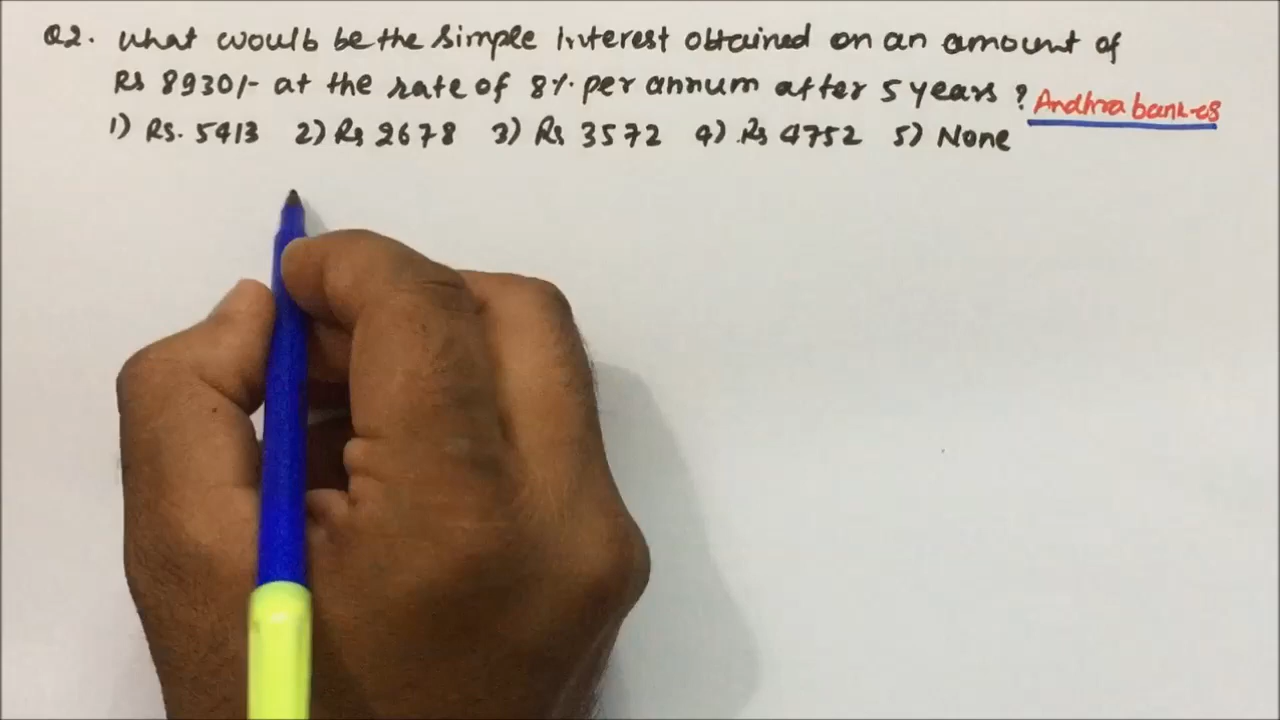 Q2. What would be the simple interest obtained on an amount of
Rs 8930/- at the rate of 8% per annum after 5 years ? Andhra bank-08
1) Rs. 5413 2) Rs 2678 3) Rs 3572 4) Rs 4752 5) None